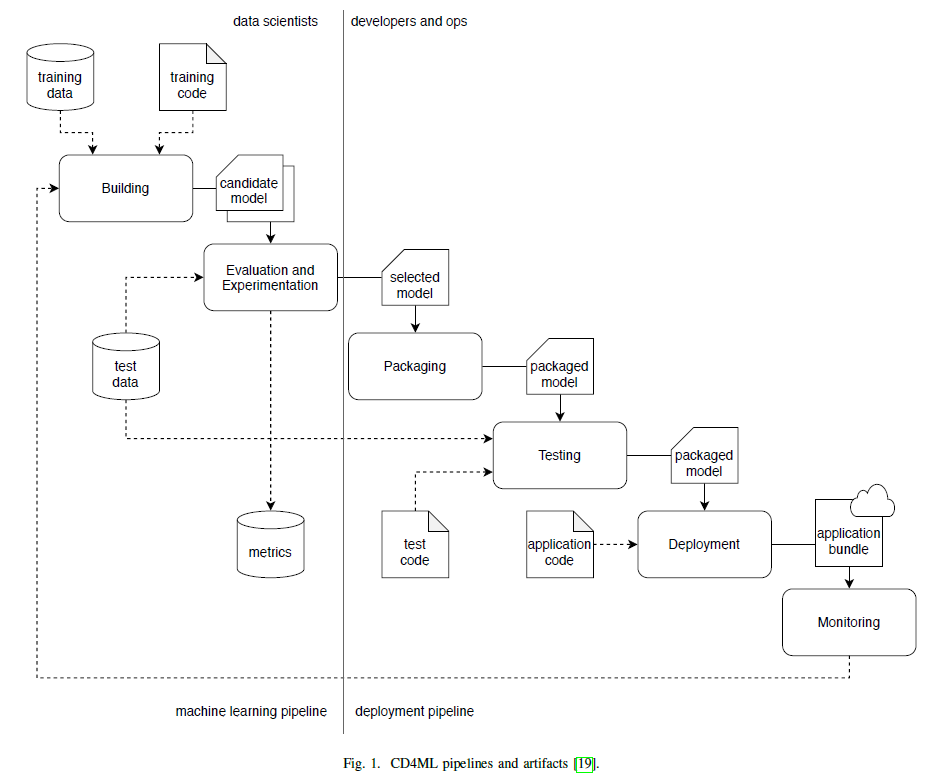 data scientists
developers and ops
training
data
training
code
Building
candidate
model
Evaluation and
Experimentation
selected
model
test
data
Packaging
packaged
model
Testing
packaged
model
metrics
test
code
application
code
Deployment
application
bundle
Monitoring
machine learning pipeline
deployment pipeline
Fig. 1. CD4ML pipelines and artifacts [19].